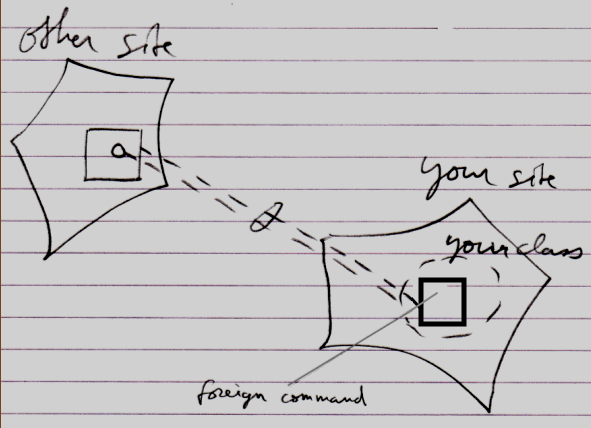 other site
your site
your class
foreign command